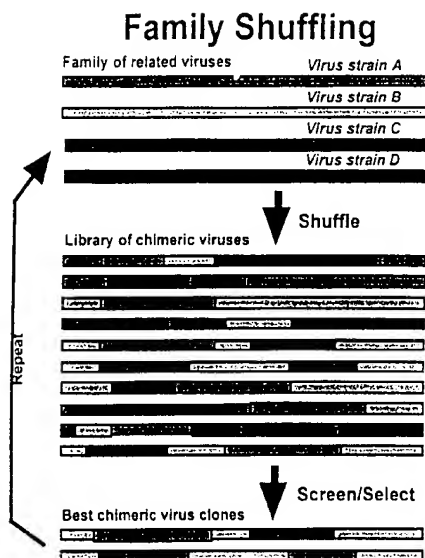 Family Shuffling
Family of related viruses
Virus strain A
Virus strain B
Virus strain C
Virus strain D
Shuffle
Library of chimeric viruses
Repeat
Screen/Select
Best chimeric virus clones